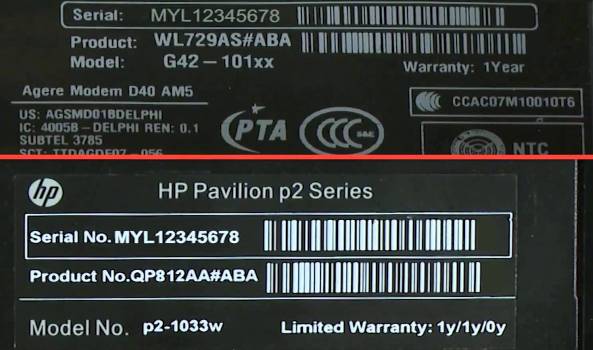 Serial: MYL12345678
Product: WL729AS#ABA
Model: G42-101xx
Warranty: 1Year
Agere Modem D40 AM5
US: AGSMD01BDELPHI
IC: 4005B-DELPHI REN: 0.1
SUBTEL 3785
PTA
CCC
S&E
CCAC07M10010T6
NTC
hp
HP Pavilion p2 Series
Serial No. MYL12345678
Product No.QP812AA#ABA
Model No. p2-1033w
Limited Warranty: 1y/1y/0y